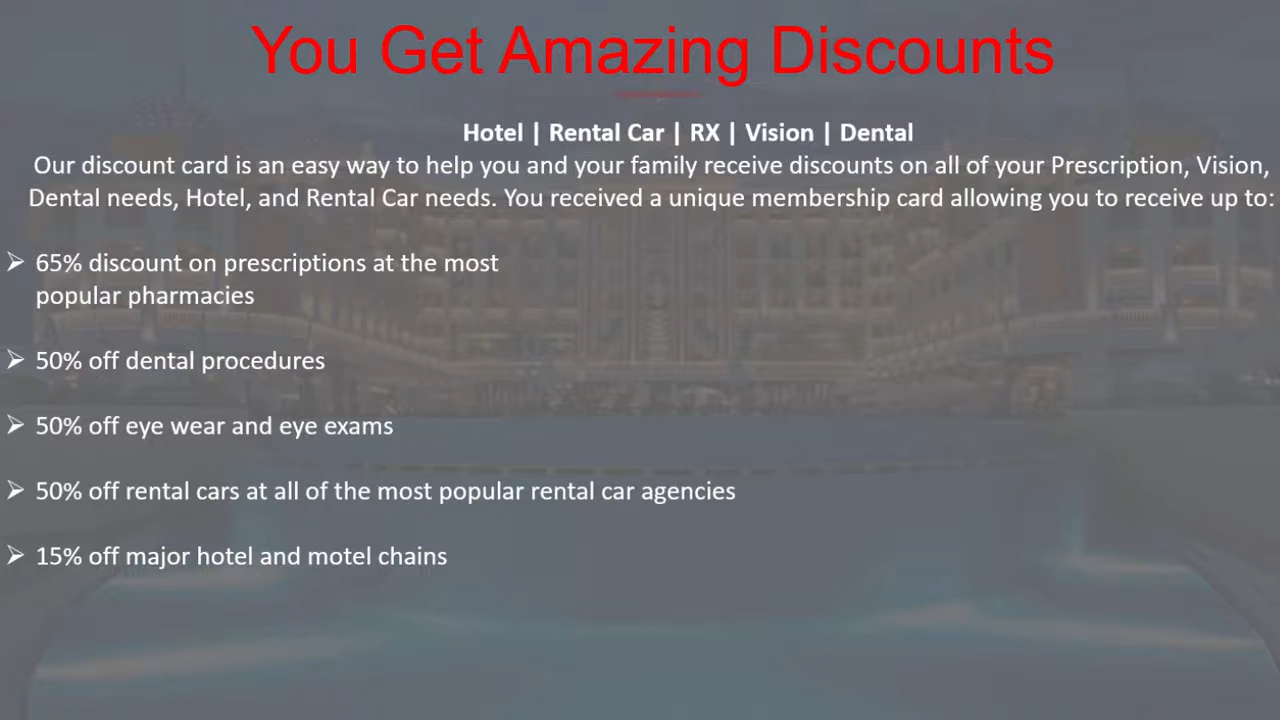 You Get Amazing Discounts
Hotel | Rental Car | RX | Vision | Dental
Our discount card is an easy way to help you and your family receive discounts on all of your Prescription, Vision,
Dental needs, Hotel, and Rental Car needs. You received a unique membership card allowing you to receive up to:
➢ 65% discount on prescriptions at the most
popular pharmacies
➢ 50% off dental procedures
➢ 50% off eye wear and eye exams
➢ 50% off rental cars at all of the most popular rental car agencies
➢ 15% off major hotel and motel chains